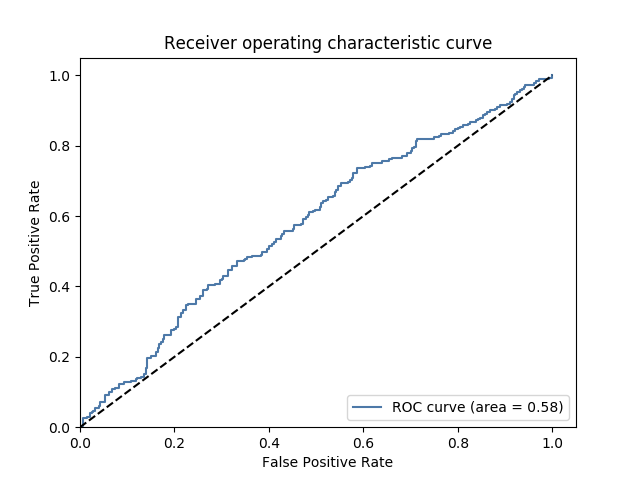 Receiver operating characteristic curve
1.0
0.8
0.6
0.4
0.2
0.0
True Positive Rate
ROC curve (area = 0.58)
0.0 0.2 0.4 0.6 0.8 1.0
False Positive Rate